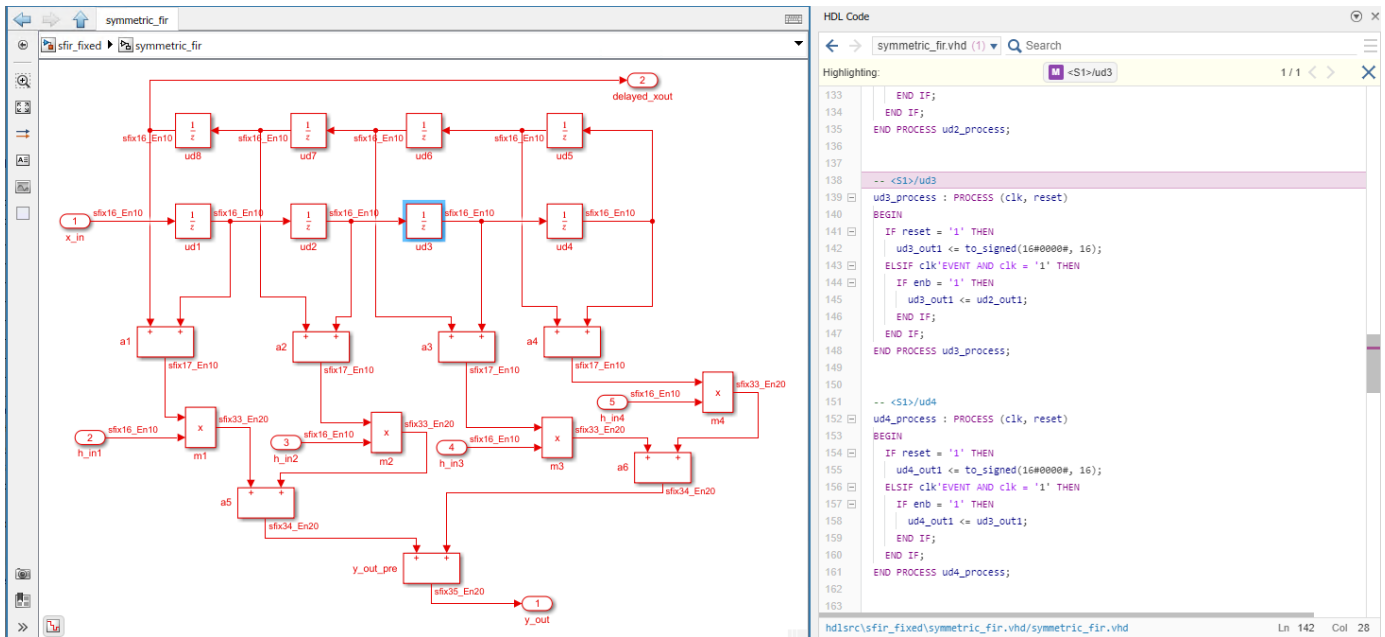 symmetric_fir
sfir_fixed symmetric_fir
2
delayed_xout
sfix16_En10 1/z sfix16_En10 1/z sfix16_En10 1/z sfix16_En10 1/z
ud8 ud7 ud6 ud5
1 sfix16_En10 1/z sfix16_En10 1/z sfix16_En10 1/z sfix16_En10 1/z sfix16_En10
x_in ud1 ud2 ud3 ud4
a1 + + a2 + + a3 + + a4 + +
sfix17_En10 sfix17_En10 sfix17_En10 sfix17_En10
5 sfix16_En10 x sfix33_En20
h_in4 m4
2 sfix16_En10 x sfix33_En20
h_in1 m1
3 sfix16_En10 x sfix33_En20
h_in2 m2
4 sfix16_En10 x sfix33_En20
h_in3 m3
a6 + +
sfix34_En20
a5 + +
sfix34_En20
y_out_pre + +
sfix35_En20
1
y_out
HDL Code
symmetric_fir.vhd (1) Search
Highlighting: M <S1>/ud3 1 / 1
133 END IF;
134 END IF;
135 END PROCESS ud2_process;
136
137
138 -- <S1>/ud3
139 ud3_process : PROCESS (clk, reset)
140 BEGIN
141 IF reset = '1' THEN
142 ud3_out1 <= to_signed(16#0000#, 16);
143 ELSIF clk'EVENT AND clk = '1' THEN
144 IF enb = '1' THEN
145 ud3_out1 <= ud2_out1;
146 END IF;
147 END IF;
148 END PROCESS ud3_process;
149
150
151 -- <S1>/ud4
152 ud4_process : PROCESS (clk, reset)
153 BEGIN
154 IF reset = '1' THEN
155 ud4_out1 <= to_signed(16#0000#, 16);
156 ELSIF clk'EVENT AND clk = '1' THEN
157 IF enb = '1' THEN
158 ud4_out1 <= ud3_out1;
159 END IF;
160 END IF;
161 END PROCESS ud4_process;
162
163
hdlsrc\sfir_fixed\symmetric_fir.vhd/symmetric_fir.vhd Ln 142 Col 28